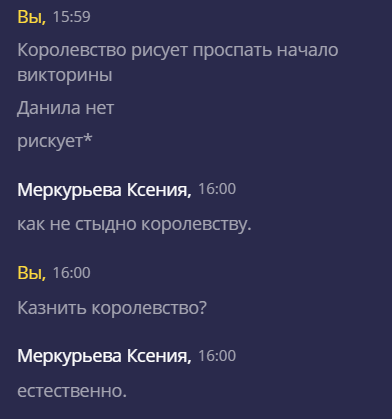 Вы, 15:59
Королевство рисует проспать начало
викторины
Данила нет
рискует*
Меркурьева Ксения, 16:00
как не стыдно королевству.
Вы, 16:00
Казнить королевство?
Меркурьева Ксения, 16:00
естественно.